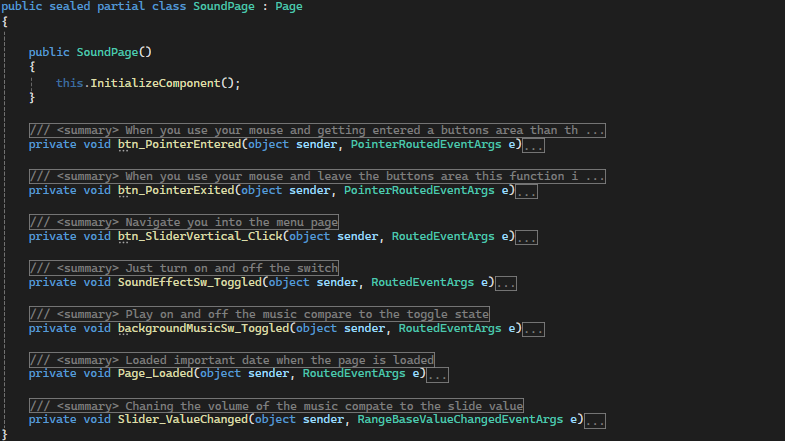 public sealed partial class SoundPage : Page
{
public SoundPage()
{
this.InitializeComponent();
}
/// <summary> When you use your mouse and getting entered a buttons area than th ...
private void btn_PointerEntered(object sender, PointerRoutedEventArgs e)...
/// <summary> When you use your mouse and leave the buttons area this function i ...
private void btn_PointerExited(object sender, PointerRoutedEventArgs e)...
/// <summary> Navigate you into the menu page
private void btn_SliderVertical_Click(object sender, RoutedEventArgs e)...
/// <summary> Just turn on and off the switch
private void SoundEffectSw_Toggled(object sender, RoutedEventArgs e)...
/// <summary> Play on and off the music compare to the toggle state
private void backgroundMusicSw_Toggled(object sender, RoutedEventArgs e)...
/// <summary> Loaded important date when the page is loaded
private void Page_Loaded(object sender, RoutedEventArgs e)...
/// <summary> Chaning the volume of the music compate to the slide value
private void Slider_ValueChanged(object sender, RangeBaseValueChangedEventArgs e)...
}